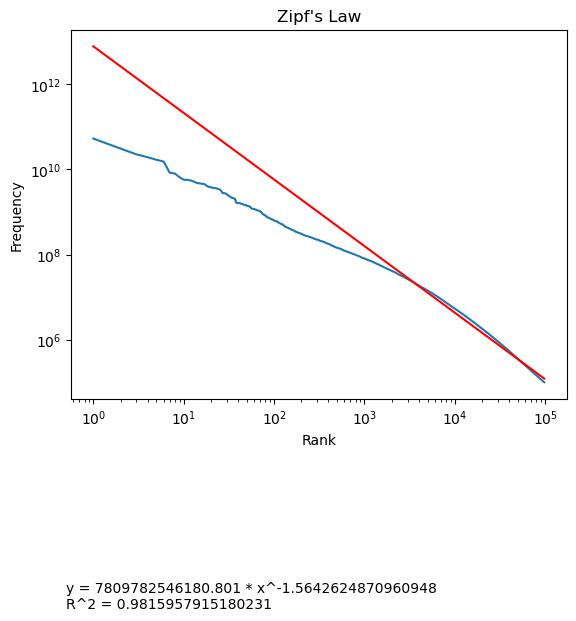 Zipf's Law
Frequency
10^12
10^10
10^8
10^6
10^0 10^1 10^2 10^3 10^4 10^5
Rank
y = 7809782546180.801 * x^-1.5642624870960948
R^2 = 0.9815957915180231